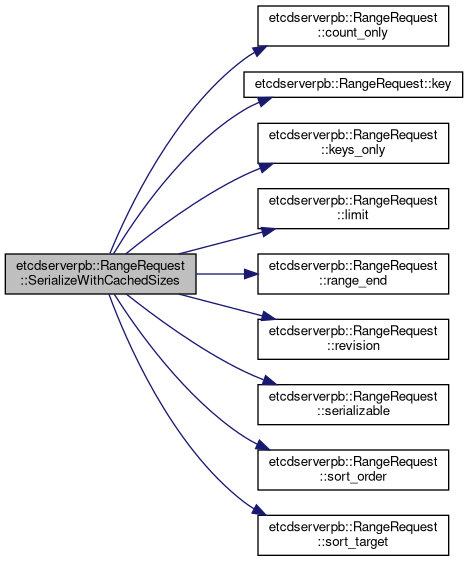 etcdserverpb::RangeRequest
::SerializeWithCachedSizes
etcdserverpb::RangeRequest
::count_only
etcdserverpb::RangeRequest::key
etcdserverpb::RangeRequest
::keys_only
etcdserverpb::RangeRequest
::limit
etcdserverpb::RangeRequest
::range_end
etcdserverpb::RangeRequest
::revision
etcdserverpb::RangeRequest
::serializable
etcdserverpb::RangeRequest
::sort_order
etcdserverpb::RangeRequest
::sort_target